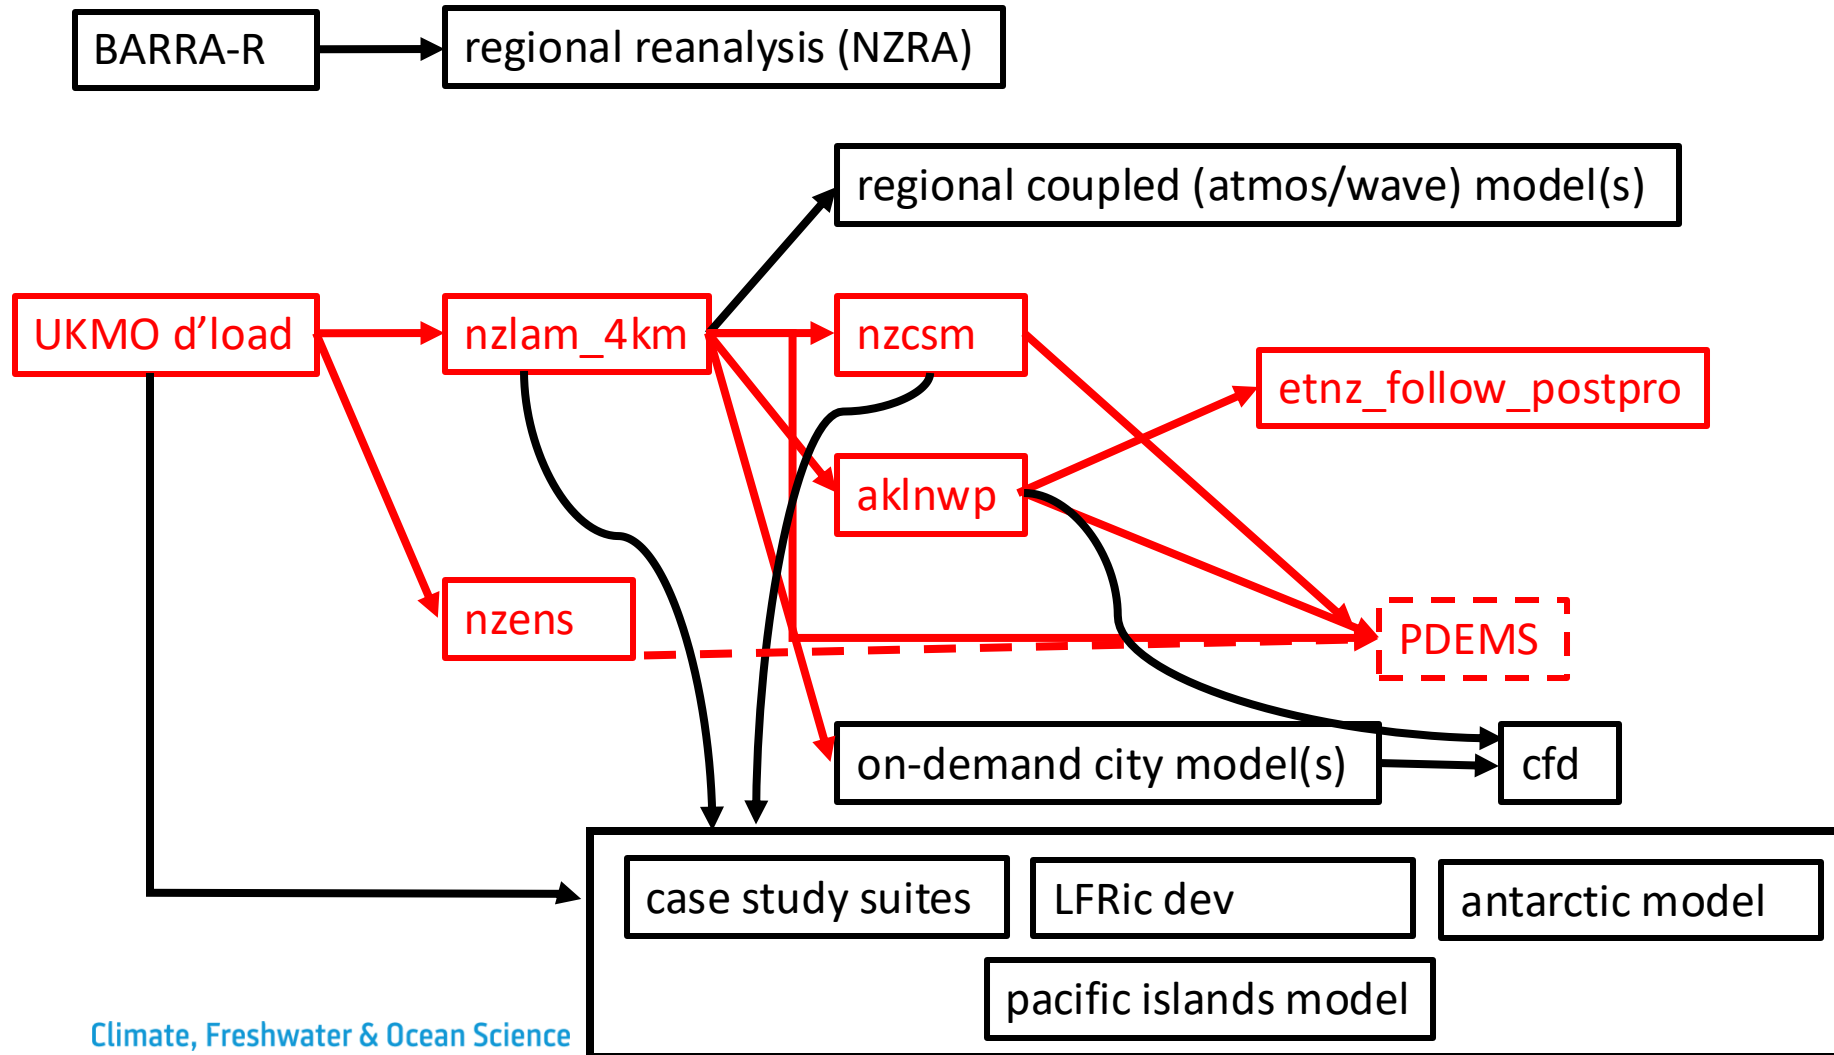 BARRA-R
regional reanalysis (NZRA)
regional coupled (atmos/wave) model(s)
UKMO d’load
nzlam_4km
nzcsm
etnz_follow_postpro
aklnwp
nzens
PDEMS
on-demand city model(s)
cfd
case study suites
LFRic dev
antarctic model
pacific islands model
Climate, Freshwater & Ocean Science